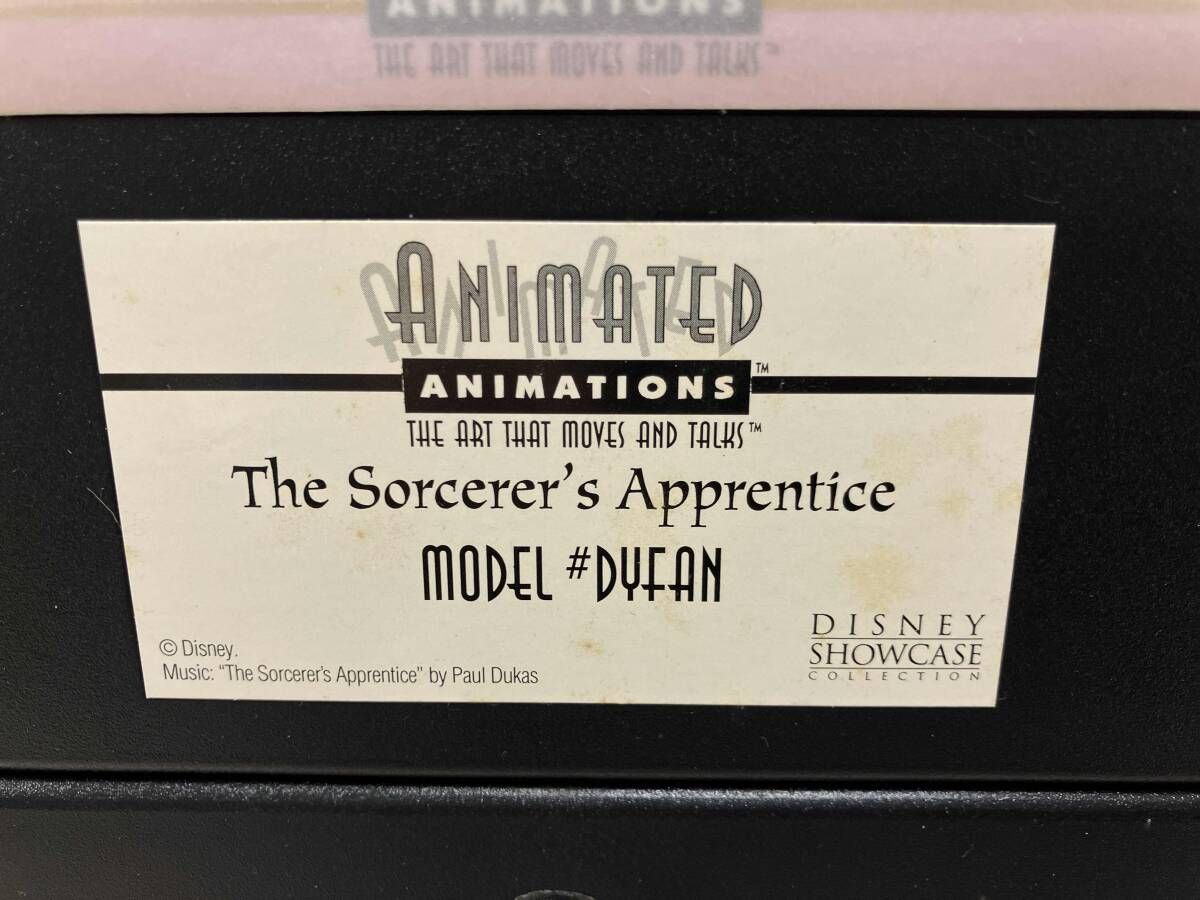 ANIMATIONS
THE ART THAT MOVES AND TALKS™
ANIMATED
ANIMATIONS™
THE ART THAT MOVES AND TALKS™
The Sorcerer's Apprentice
MODEL #DYFAN
© Disney.
Music: "The Sorcerer's Apprentice" by Paul Dukas
DISNEY
SHOWCASE
COLLECTION